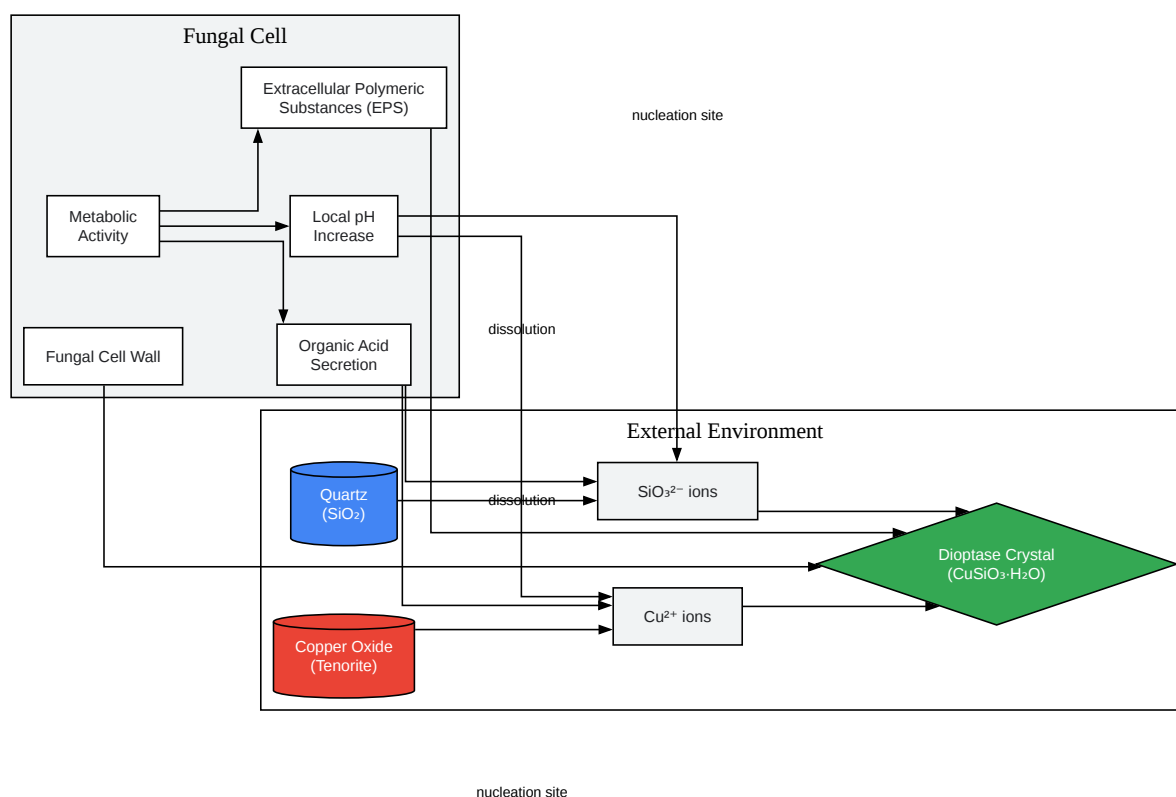 Fungal Cell
Extracellular Polymeric
Substances (EPS)
nucleation site
Metabolic
Activity
Local pH
Increase
dissolution
Fungal Cell Wall
Organic Acid
Secretion
External Environment
Quartz
(SiO₂)
dissolution
SiO₃²⁻ ions
Dioptase Crystal
(CuSiO₃·H₂O)
Cu²⁺ ions
Copper Oxide
(Tenorite)
nucleation site